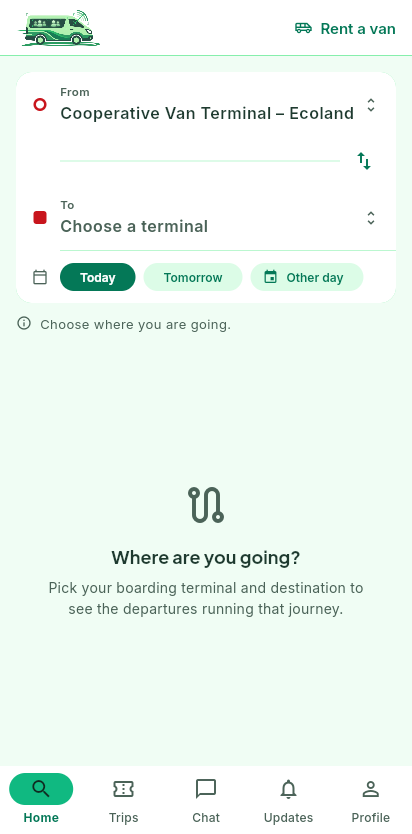 Rent a van
From
Cooperative Van Terminal – Ecoland
To
Choose a terminal
Today
Tomorrow
Other day
Choose where you are going.
Where are you going?
Pick your boarding terminal and destination to
see the departures running that journey.
Home
Trips
Chat
Updates
Profile